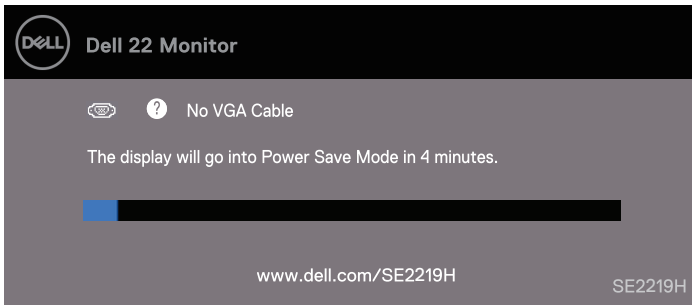 DELL
Dell 22 Monitor
? No VGA Cable
The display will go into Power Save Mode in 4 minutes.
www.dell.com/SE2219H
SE2219H